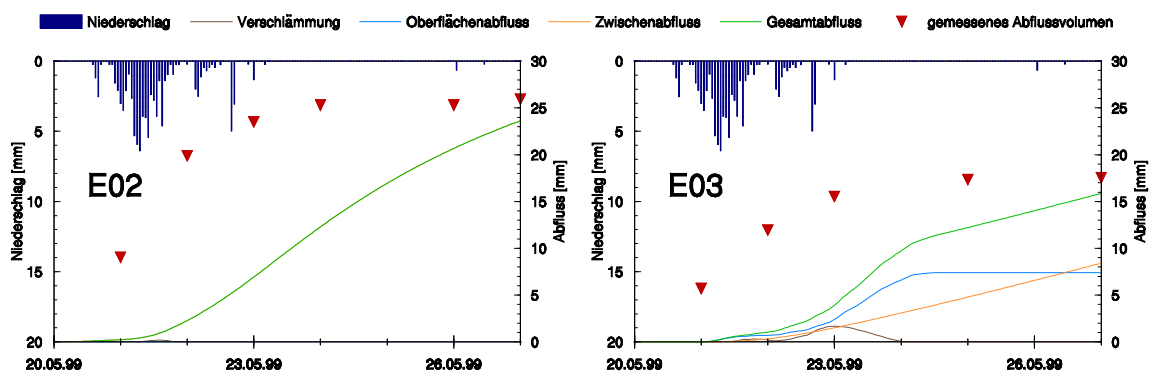 Niederschlag Verschlämmung Oberflächenabfluss Zwischenabfluss Gesamtabfluss gemessenes Abflussvolumen
0 30 0 30
25 25
5 5
20 20
E02 E03
Niederschlag [mm] Abfluss [mm] Niederschlag [mm] Abfluss [mm]
10 15 10 15
10 10
15 15
5 5
20 0 20 0
20.05.99 23.05.99 26.05.99 20.05.99 23.05.99 26.05.99